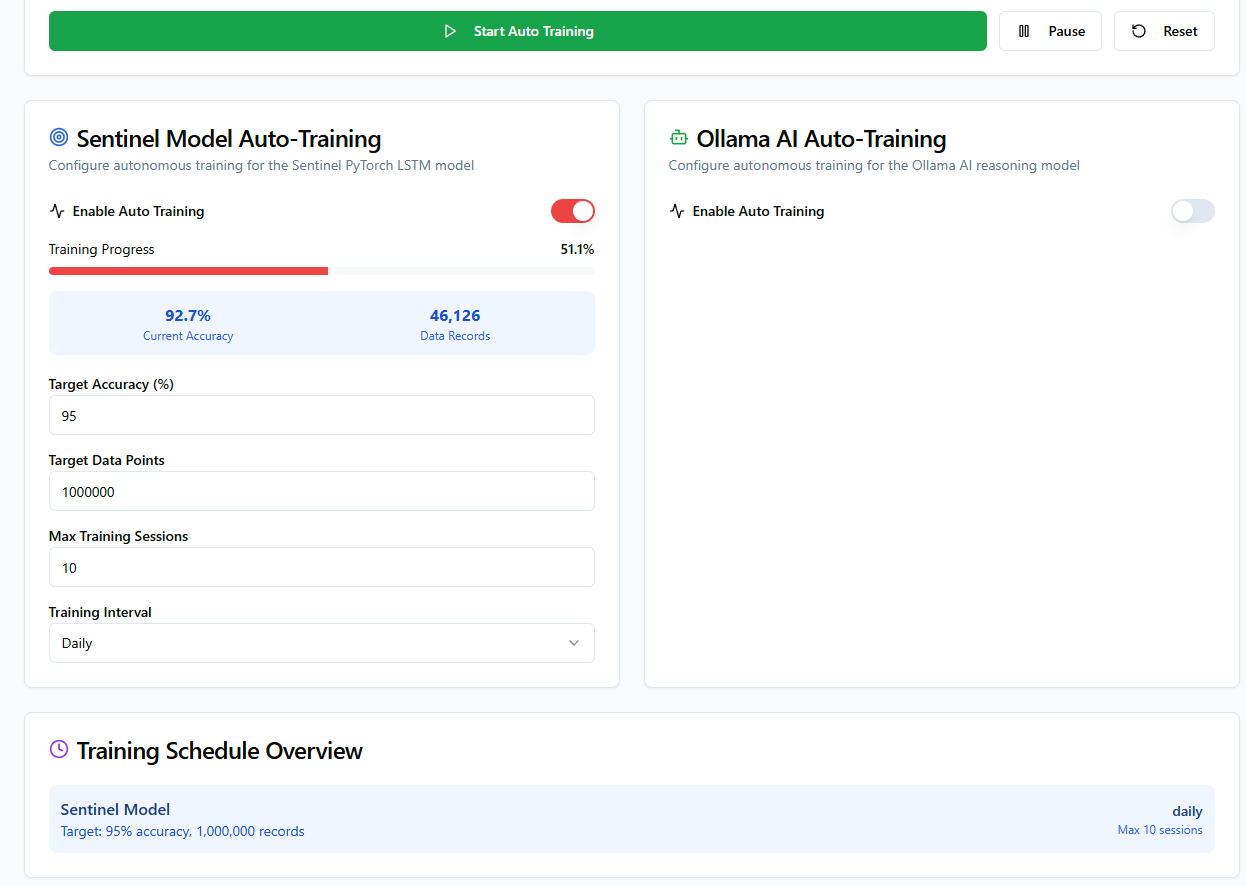 Start Auto Training
Pause
Reset
Sentinel Model Auto-Training
Configure autonomous training for the Sentinel PyTorch LSTM model
Enable Auto Training
Training Progress
51.1%
92.7%
Current Accuracy
46,126
Data Records
Target Accuracy (%)
95
Target Data Points
1000000
Max Training Sessions
10
Training Interval
Daily
Ollama AI Auto-Training
Configure autonomous training for the Ollama AI reasoning model
Enable Auto Training
Training Schedule Overview
Sentinel Model
Target: 95% accuracy, 1,000,000 records
daily
Max 10 sessions